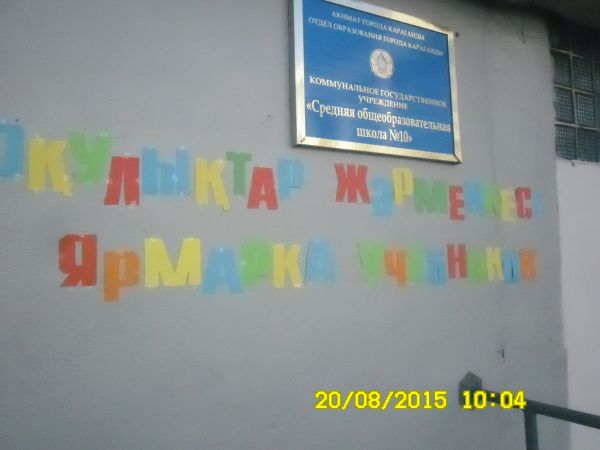 АКИМАТ ГОРОДА КАРАГАНДЫ
ОТДЕЛ ОБРАЗОВАНИЯ ГОРОДА КАРАГАНДЫ
КОММУНАЛЬНОЕ ГОСУДАРСТВЕННОЕ
УЧРЕЖДЕНИЕ
«Средняя общеобразовательная
школа №10»
ОҚУЛЫҚТАР ЖӘРМЕҢКЕСІ
ЯРМАРКА УЧЕБНИКОВ
20/08/2015 10:04